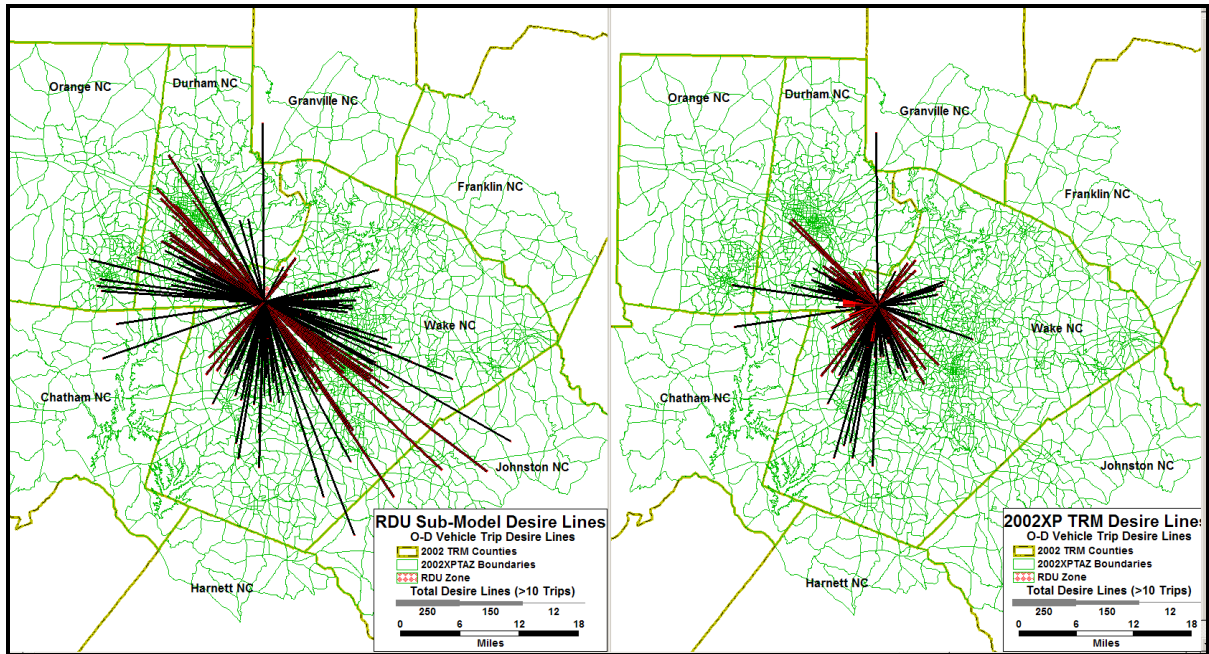 Orange NC
Durham NC
Granville NC
Franklin NC
Wake NC
Chatham NC
Johnston NC
Harnett NC
RDU Sub-Model Desire Lines
O-D Vehicle Trip Desire Lines
2002 TRM Counties
2002XPTAZ Boundaries
RDU Zone
Total Desire Lines (>10 Trips)
250 150 12
0 6 12 18
Miles
Orange NC
Durham NC
Granville NC
Franklin NC
Wake NC
Chatham NC
Johnston NC
Harnett NC
2002XP TRM Desire Lines
O-D Vehicle Trip Desire Lines
2002 TRM Counties
2002XPTAZ Boundaries
RDU Zone
Total Desire Lines (>10 Trips)
250 150 12
0 6 12 18
Miles